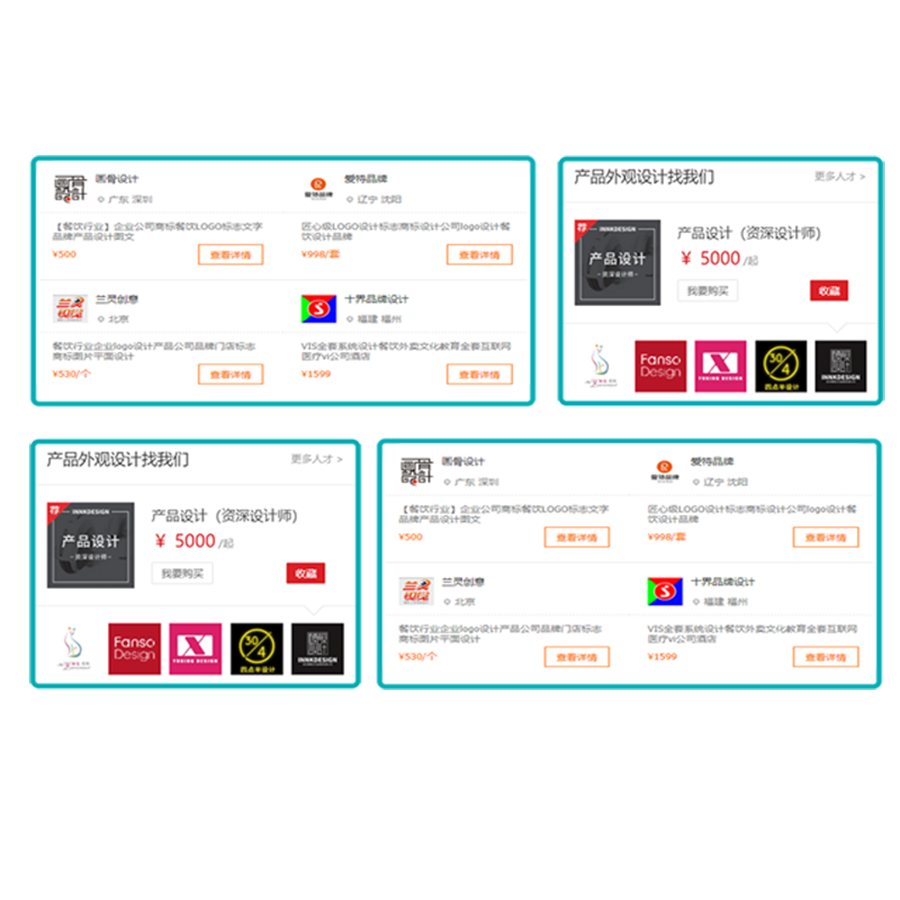 画骨设计
广东 深圳
【餐饮行业】企业公司商标餐饮LOGO标志文字
品牌产品设计图文
¥500
查看详情
爱特品牌
爱特品牌
辽宁 沈阳
匠心级LOGO设计标志商标设计公司logo设计餐
饮设计品牌
¥998/套
查看详情
兰灵创意
北京
餐饮行业企业logo设计产品公司品牌门店标志
商标图片平面设计
¥530/个
查看详情
十界品牌设计
福建 福州
VIS全套系统设计餐饮外卖文化教育全套互联网
医疗vi公司酒店
¥1599
查看详情
产品外观设计找我们
更多人才 >
荐
INNKDESIGN
产品设计
资深设计师
产品设计（资深设计师）
¥ 5000/起
我要购买
收藏
Fanso
Design
X
YUXING DESIGN
30/4
四点半设计
INNKDESIGN
产品外观设计找我们
更多人才 >
荐
INNKDESIGN
产品设计
资深设计师
产品设计（资深设计师）
¥ 5000/起
我要购买
收藏
Fanso
Design
X
YUXING DESIGN
30/4
四点半设计
INNKDESIGN
画骨设计
广东 深圳
【餐饮行业】企业公司商标餐饮LOGO标志文字
品牌产品设计图文
¥500
查看详情
爱特品牌
爱特品牌
辽宁 沈阳
匠心级LOGO设计标志商标设计公司logo设计餐
饮设计品牌
¥998/套
查看详情
兰灵创意
北京
餐饮行业企业logo设计产品公司品牌门店标志
商标图片平面设计
¥530/个
查看详情
十界品牌设计
福建 福州
VIS全套系统设计餐饮外卖文化教育全套互联网
医疗vi公司酒店
¥1599
查看详情